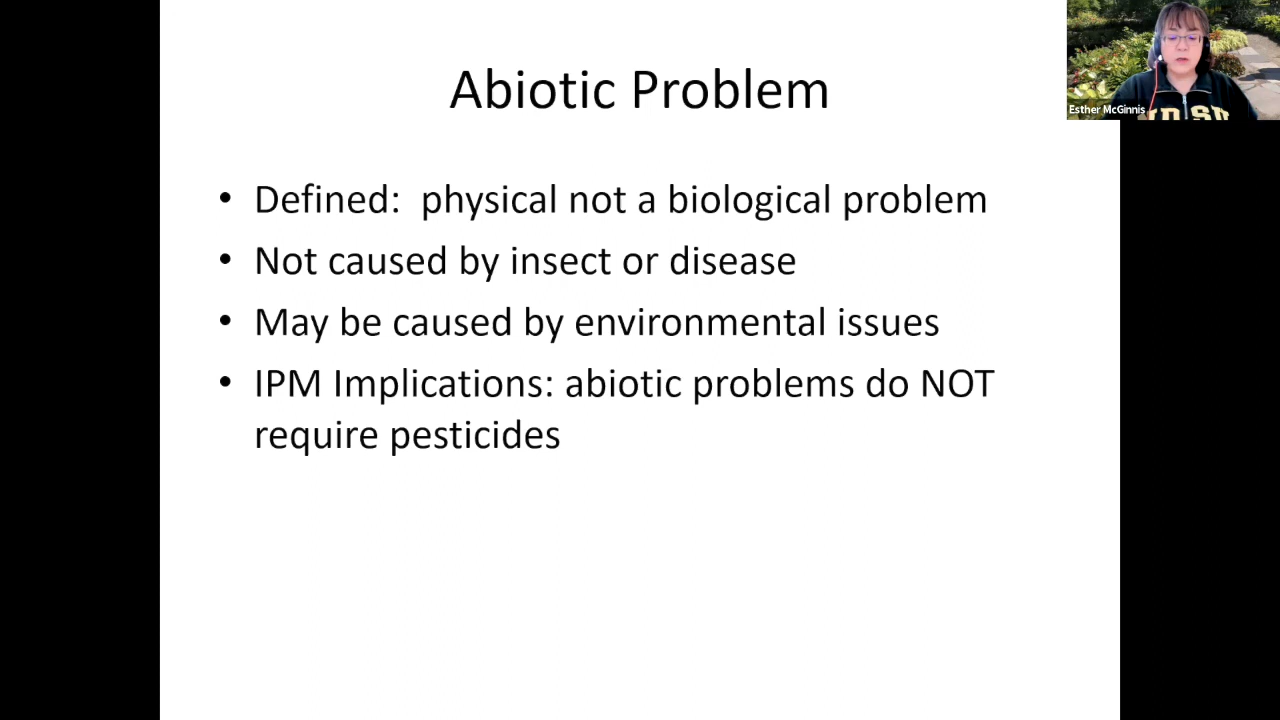 Abiotic Problem
Esther McGinnis
• Defined: physical not a biological problem
• Not caused by insect or disease
• May be caused by environmental issues
• IPM Implications: abiotic problems do NOT
require pesticides